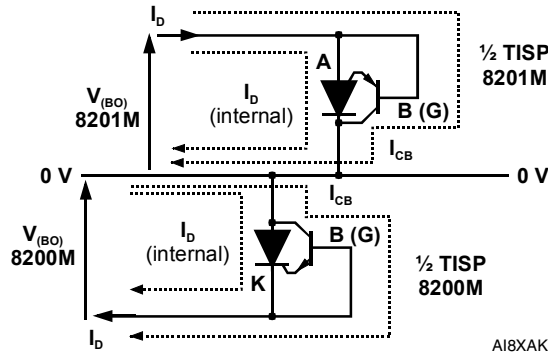 I_D
½ TISP
8201M
A
V_(BO)
8201M
I_D
(internal)
B (G)
I_CB
0 V
0 V
I_CB
V_(BO)
8200M
I_D
(internal)
B (G)
½ TISP
8200M
K
I_D
AI8XAK